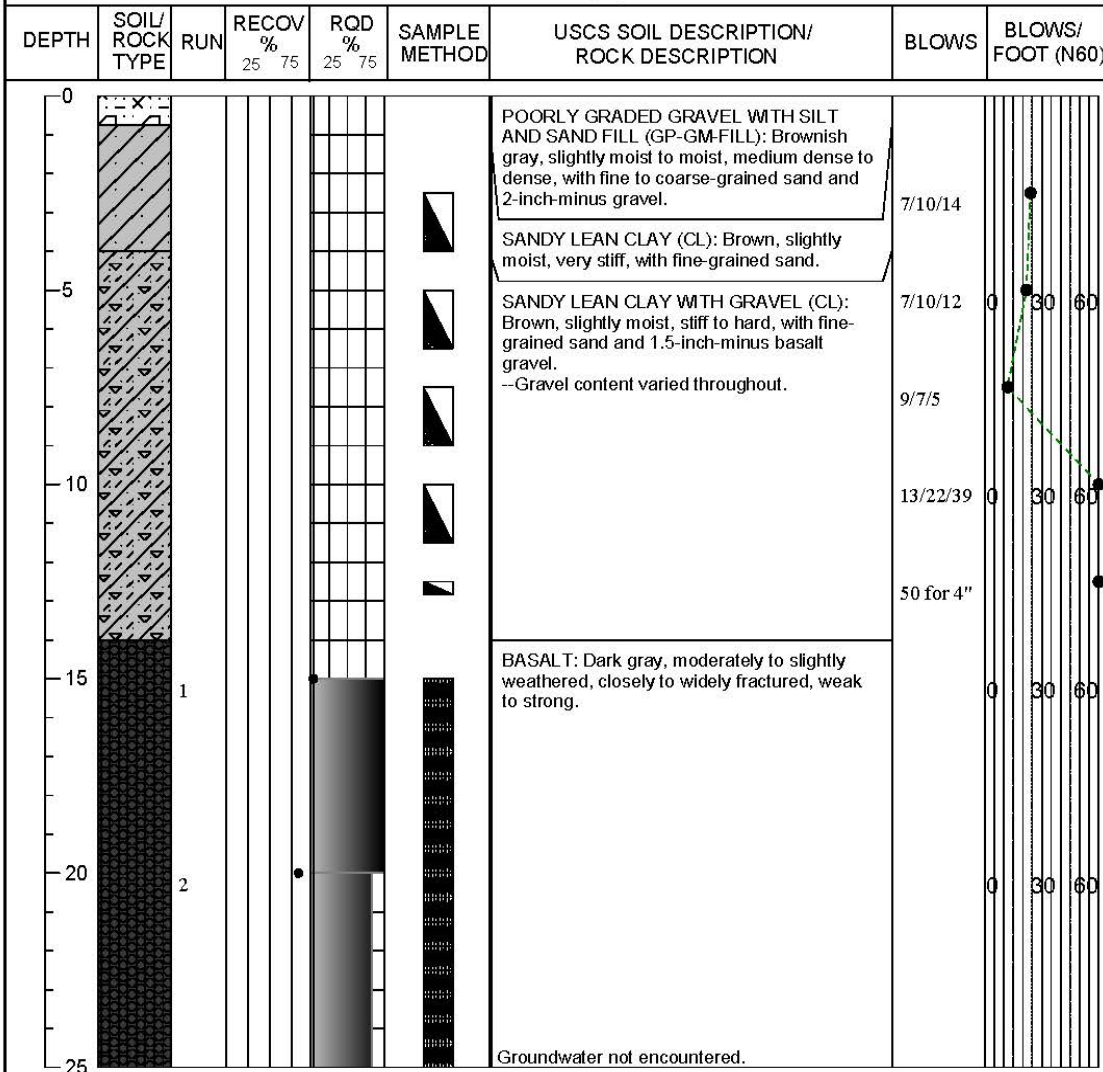 DEPTH
SOIL/
ROCK
TYPE
RUN
RECOV
%
25 75
RQD
%
25 75
SAMPLE
METHOD
USCS SOIL DESCRIPTION/
ROCK DESCRIPTION
BLOWS
BLOWS/
FOOT (N60)
0
POORLY GRADED GRAVEL WITH SILT
AND SAND FILL (GP-GM-FILL): Brownish
gray, slightly moist to moist, medium dense to
dense, with fine to coarse-grained sand and
2-inch-minus gravel.
7/10/14
SANDY LEAN CLAY (CL): Brown, slightly
moist, very stiff, with fine-grained sand.
5
SANDY LEAN CLAY WITH GRAVEL (CL):
Brown, slightly moist, stiff to hard, with fine-
grained sand and 1.5-inch-minus basalt
gravel.
--Gravel content varied throughout.
7/10/12
0 30 60
9/7/5
10
13/22/39
0 30 60
50 for 4"
15
1
BASALT: Dark gray, moderately to slightly
weathered, closely to widely fractured, weak
to strong.
0 30 60
20
2
0 30 60
Groundwater not encountered.
25